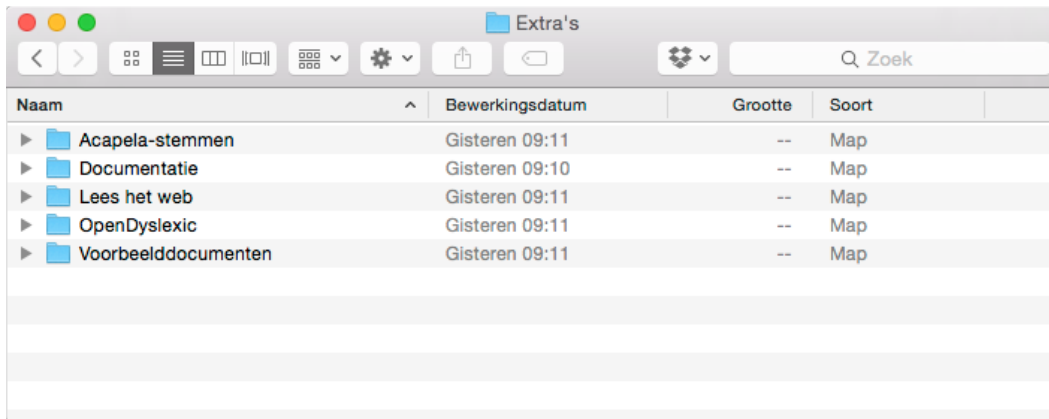 Extra's
Zoek
Naam Bewerkingsdatum Grootte Soort
Acapela-stemmen Gisteren 09:11 -- Map
Documentatie Gisteren 09:10 -- Map
Lees het web Gisteren 09:11 -- Map
OpenDyslexic Gisteren 09:11 -- Map
Voorbeelddocumenten Gisteren 09:11 -- Map